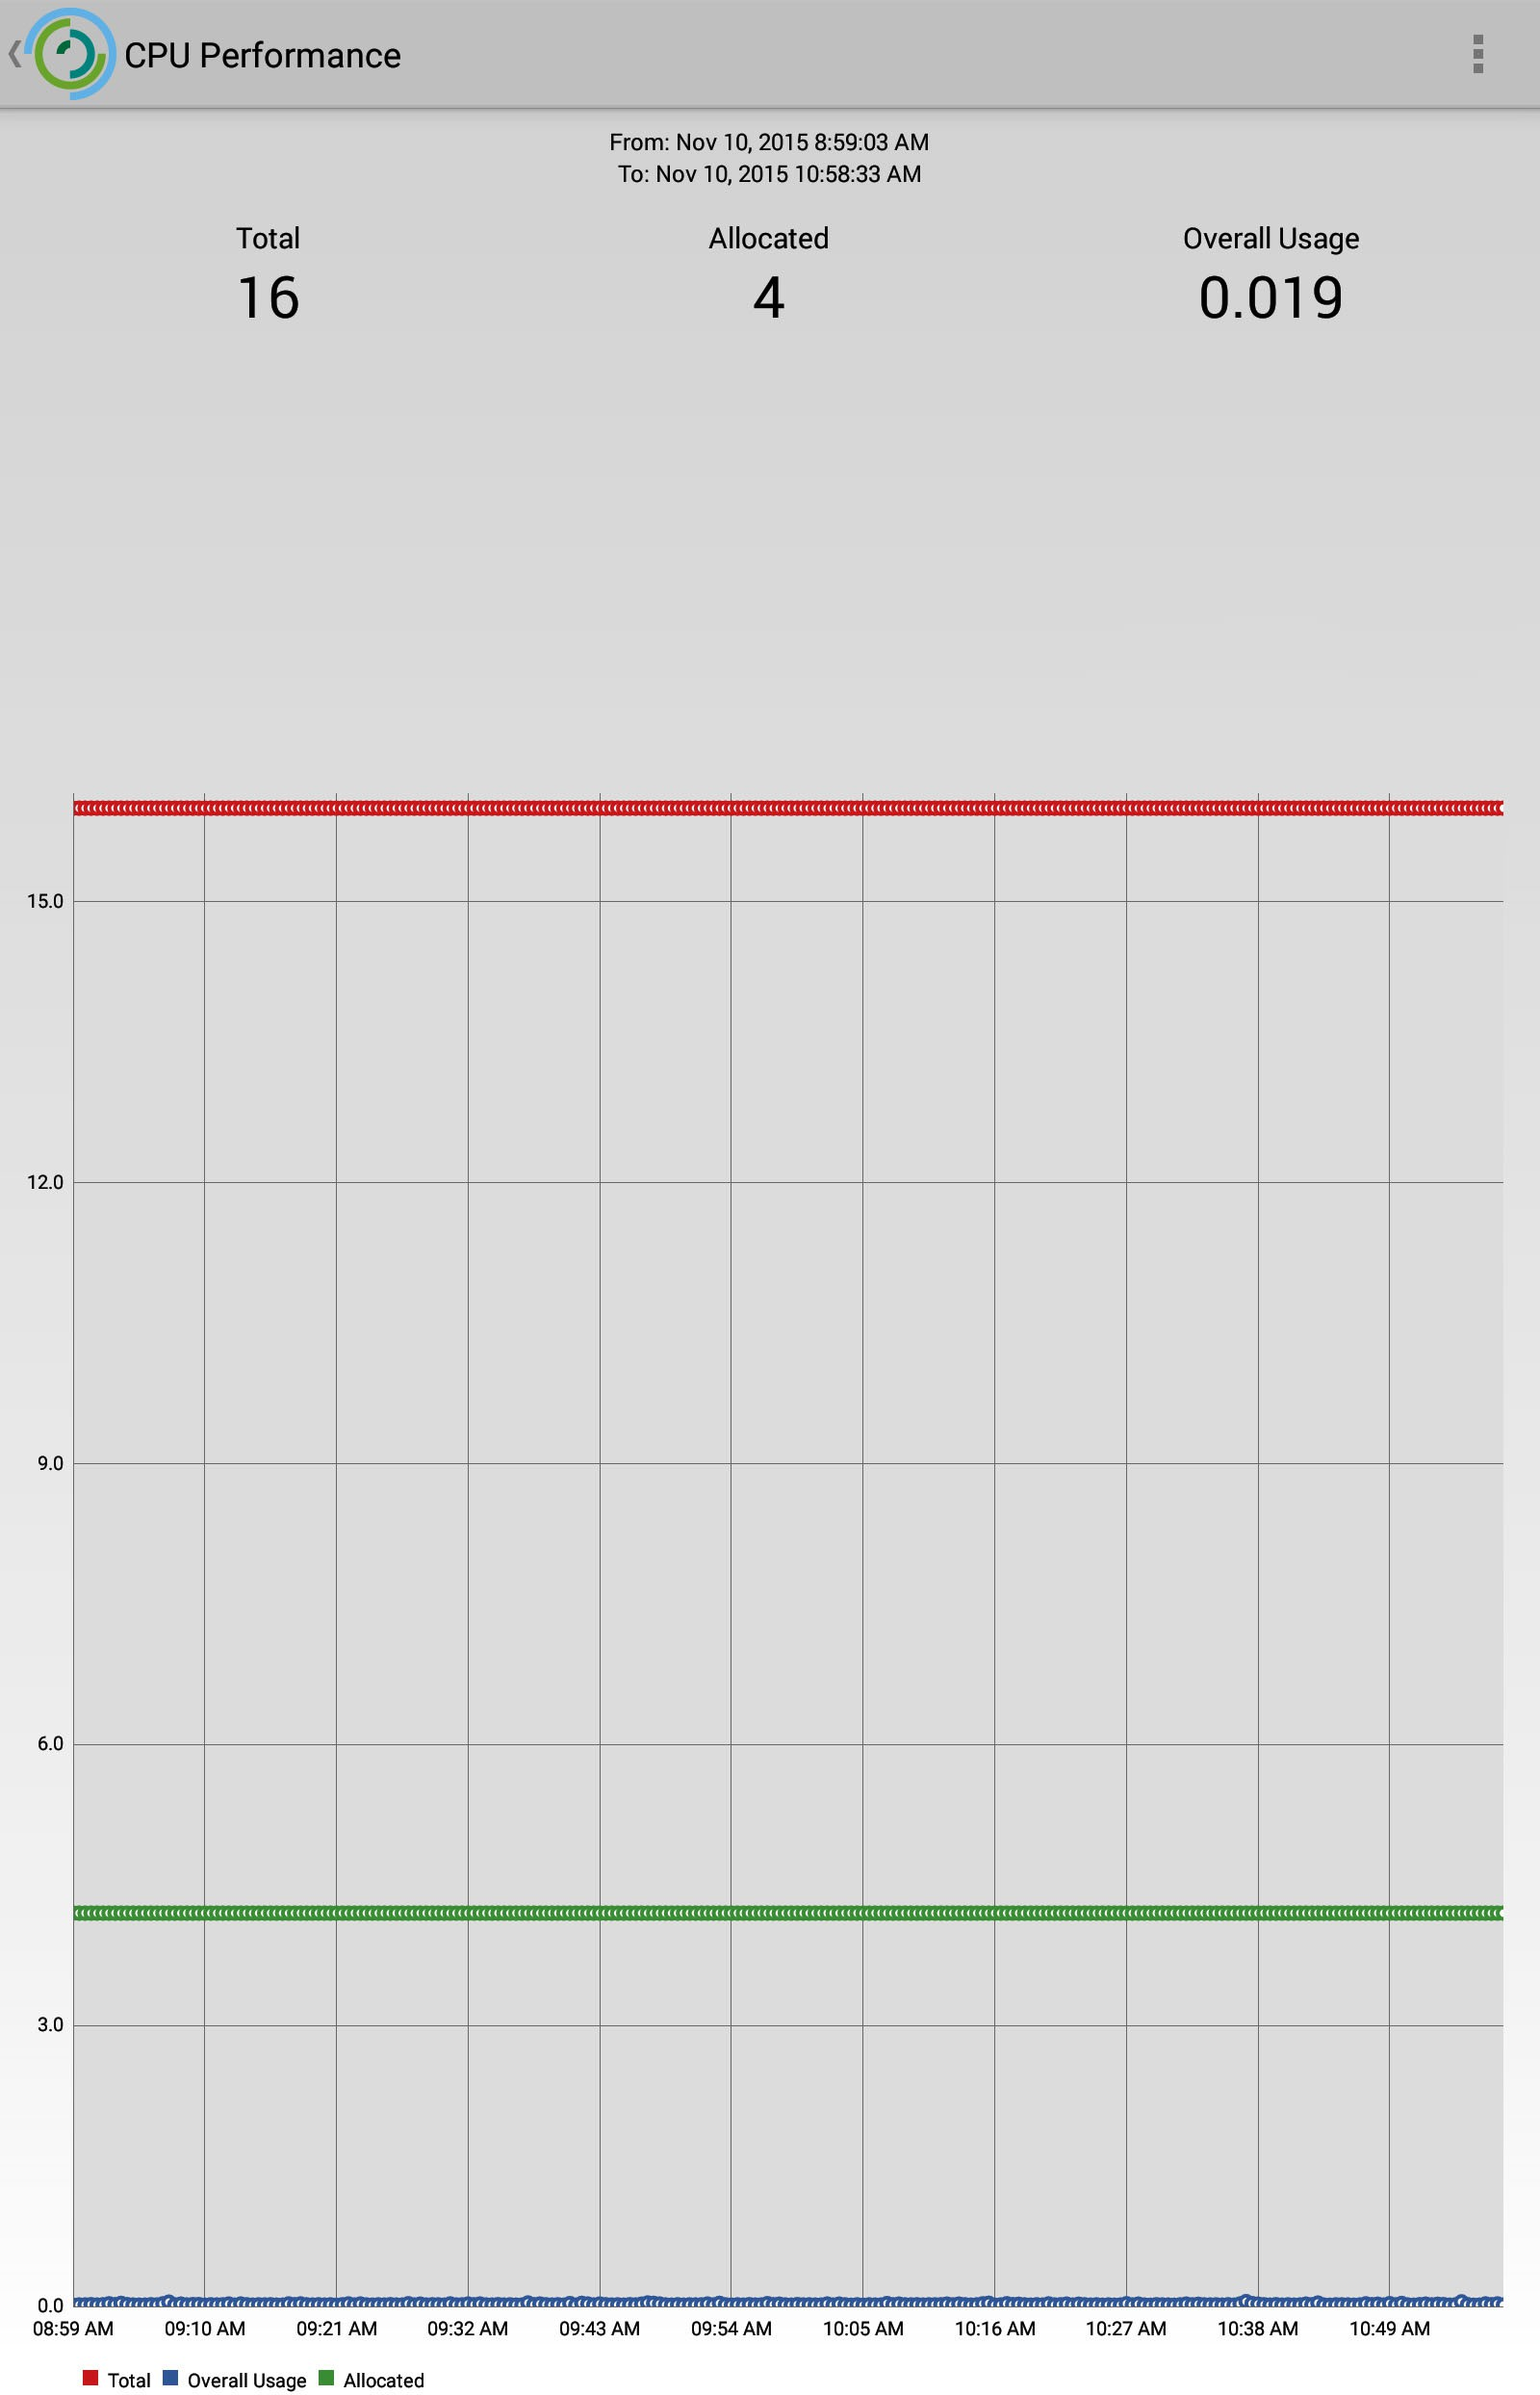 CPU Performance
From: Nov 10, 2015 8:59:03 AM
To: Nov 10, 2015 10:58:33 AM
Total Allocated Overall Usage
16 4 0.019
15.0
12.0
9.0
6.0
3.0
0.0
08:59 AM 09:10 AM 09:21 AM 09:32 AM 09:43 AM 09:54 AM 10:05 AM 10:16 AM 10:27 AM 10:38 AM 10:49 AM
Total Overall Usage Allocated